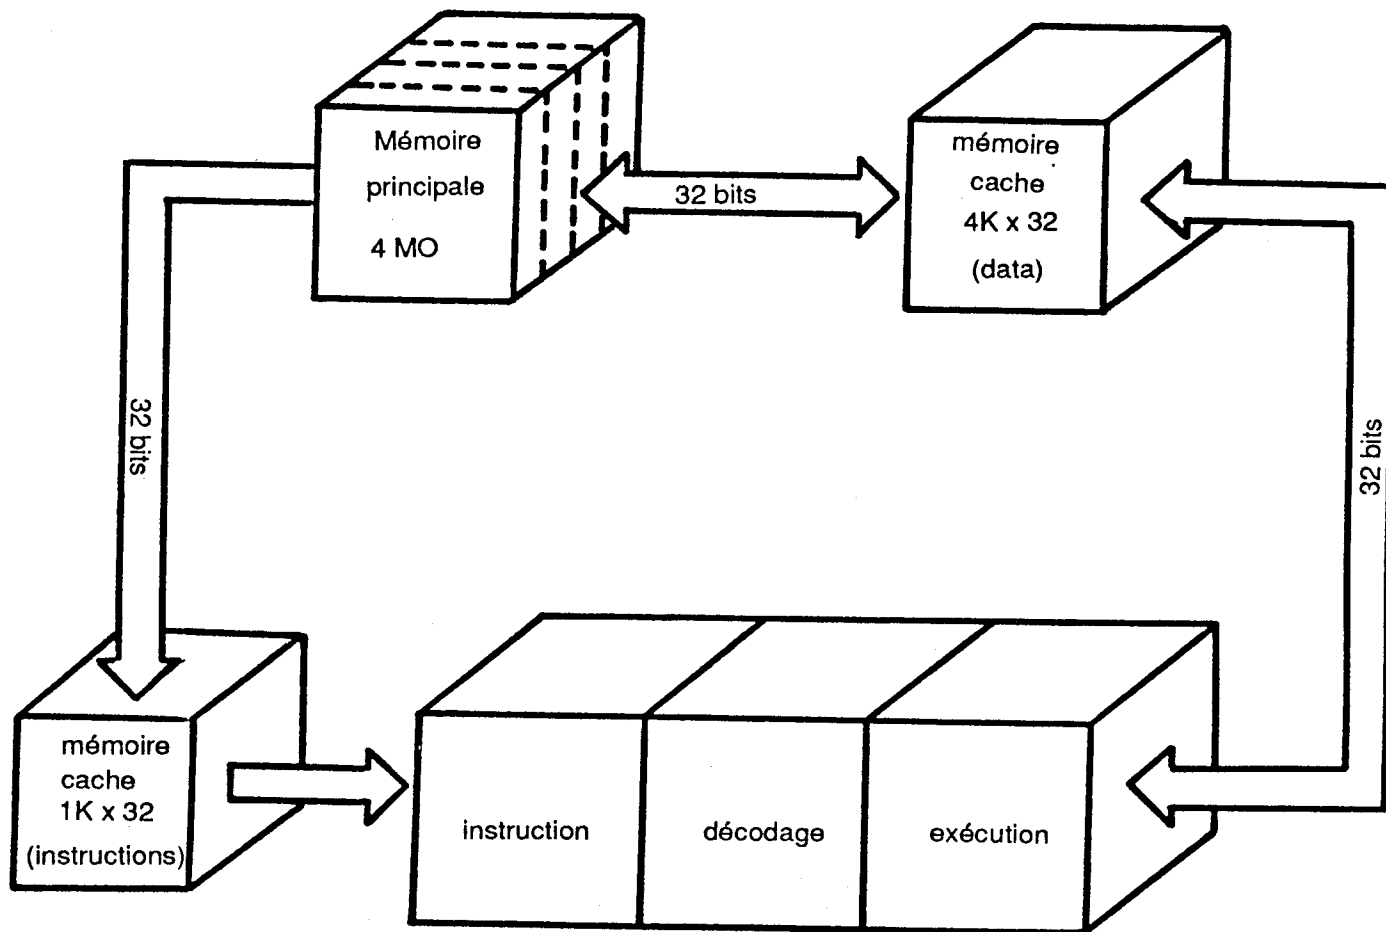 Mémoire
principale
4 MO
32 bits
mémoire
cache
4K x 32
(data)
32 bits
32 bits
mémoire
cache
1K x 32
(instructions)
instruction
décodage
exécution